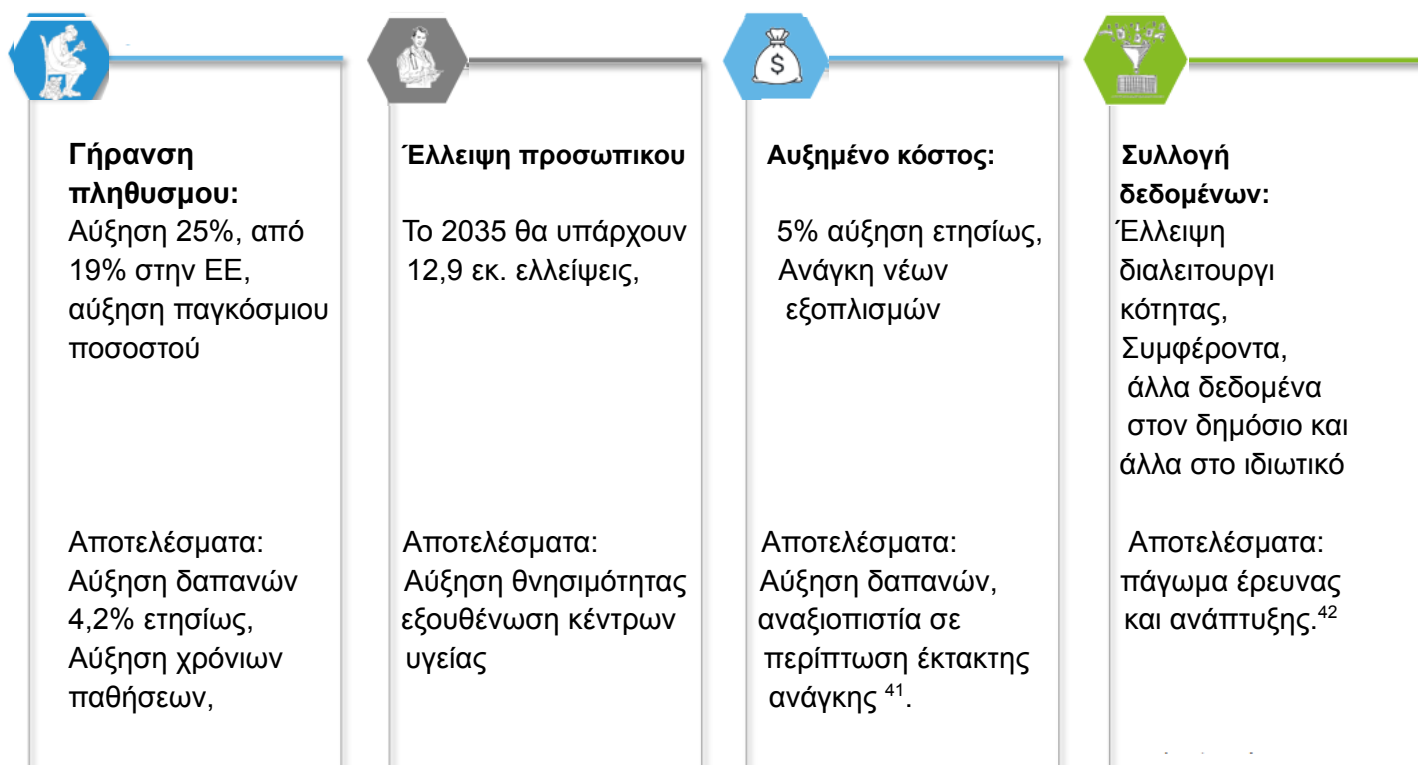 Γήρανση
πληθυσμου:
Αύξηση 25%, από
19% στην ΕΕ,
αύξηση παγκόσμιου
ποσοστού
Αποτελέσματα:
Αύξηση δαπανών
4,2% ετησίως,
Αύξηση χρόνιων
παθήσεων,
Έλλειψη προσωπικου
Το 2035 θα υπάρχουν
12,9 εκ. ελλείψεις,
Αποτελέσματα:
Αύξηση θνησιμότητας
εξουθένωση κέντρων
υγείας
$
Αυξημένο κόστος:
5% αύξηση ετησίως,
Ανάγκη νέων
εξοπλισμών
Αποτελέσματα:
Αύξηση δαπανών,
αναξιοπιστία σε
περίπτωση έκτακτης
ανάγκης ⁴¹.
Συλλογή
δεδομένων:
Έλλειψη
διαλειτουργι
κότητας,
Συμφέροντα,
άλλα δεδομένα
στον δημόσιο και
άλλα στο ιδιωτικό
Αποτελέσματα:
πάγωμα έρευνας
και ανάπτυξης.⁴²